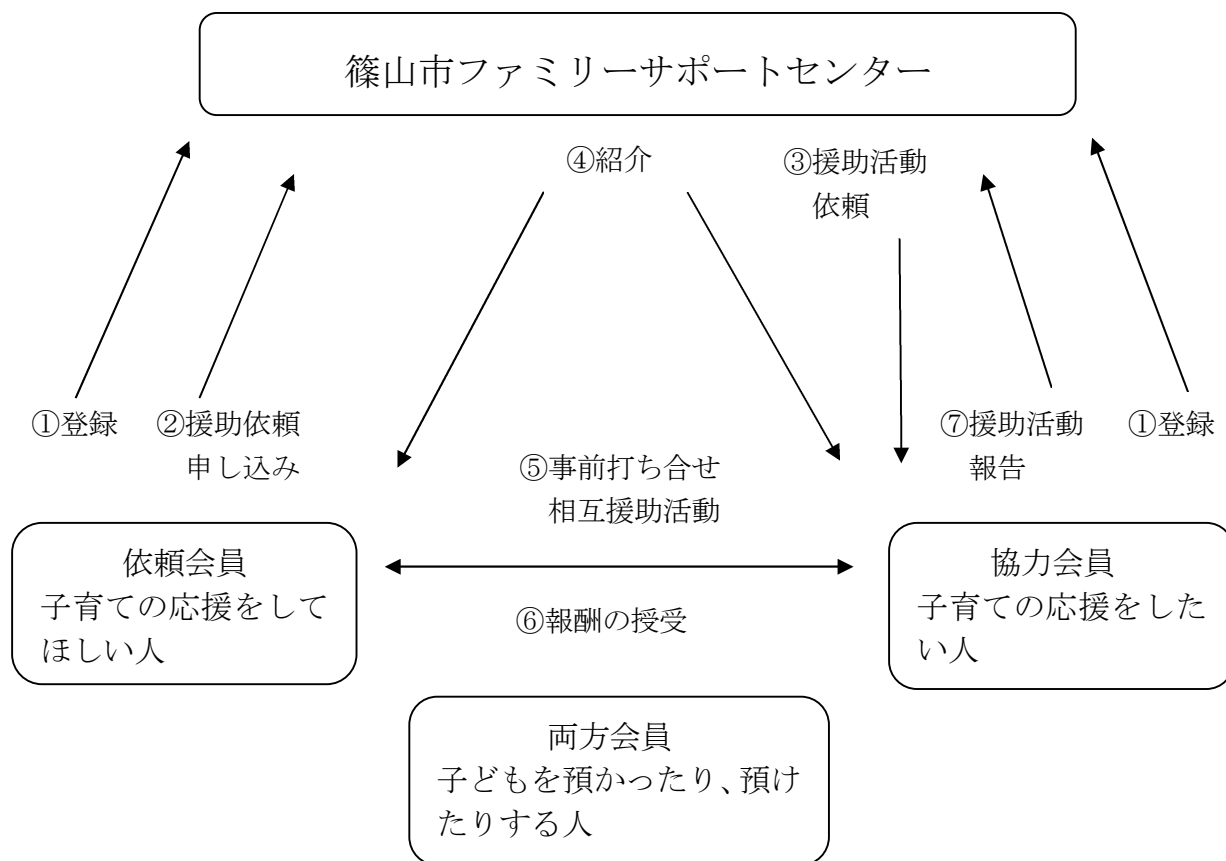 篠山市ファミリーサポートセンター
④紹介
③援助活動
依頼
①登録
②援助依頼
申し込み
⑤事前打ち合せ
相互援助活動
⑦援助活動
報告
①登録
依頼会員
子育ての応援をして
ほしい人
⑥報酬の授受
協力会員
子育ての応援をした
い人
両方会員
子どもを預かったり、預け
たりする人